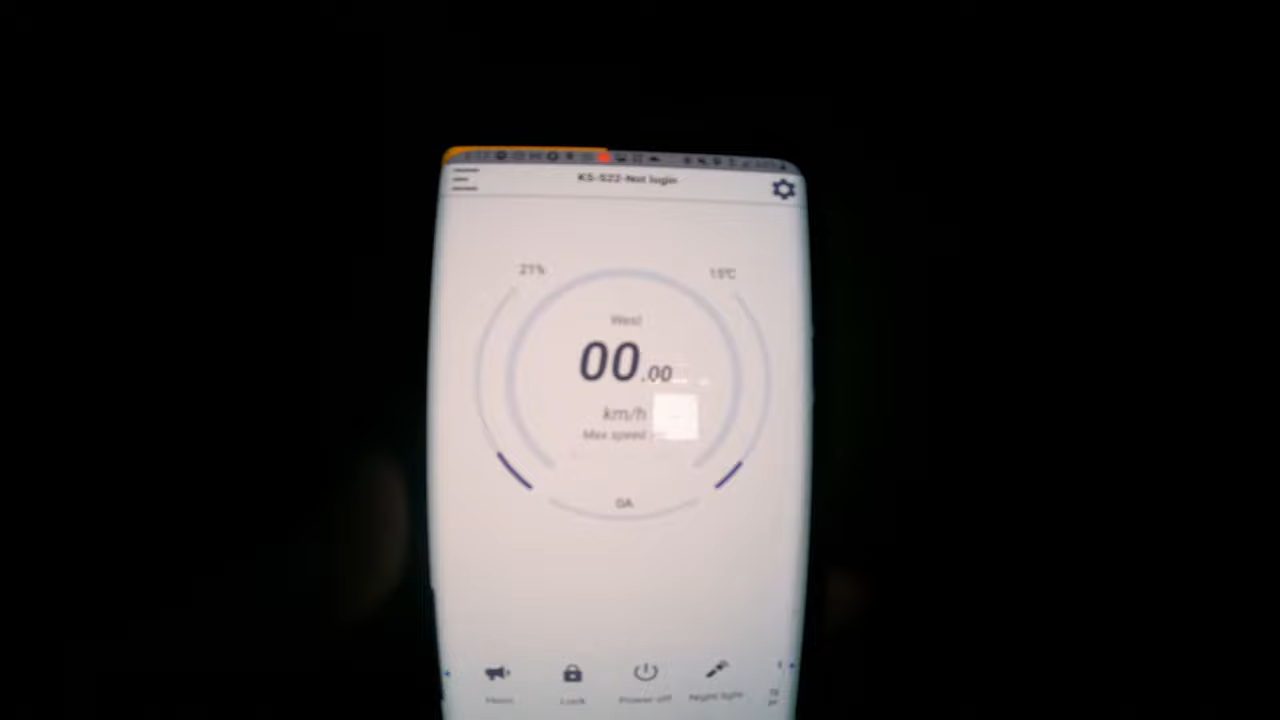 KS-S22-Not login
21%
15°C
West
00.00
km/h
Max speed
0A
Horn
Lock
Power off
Night light